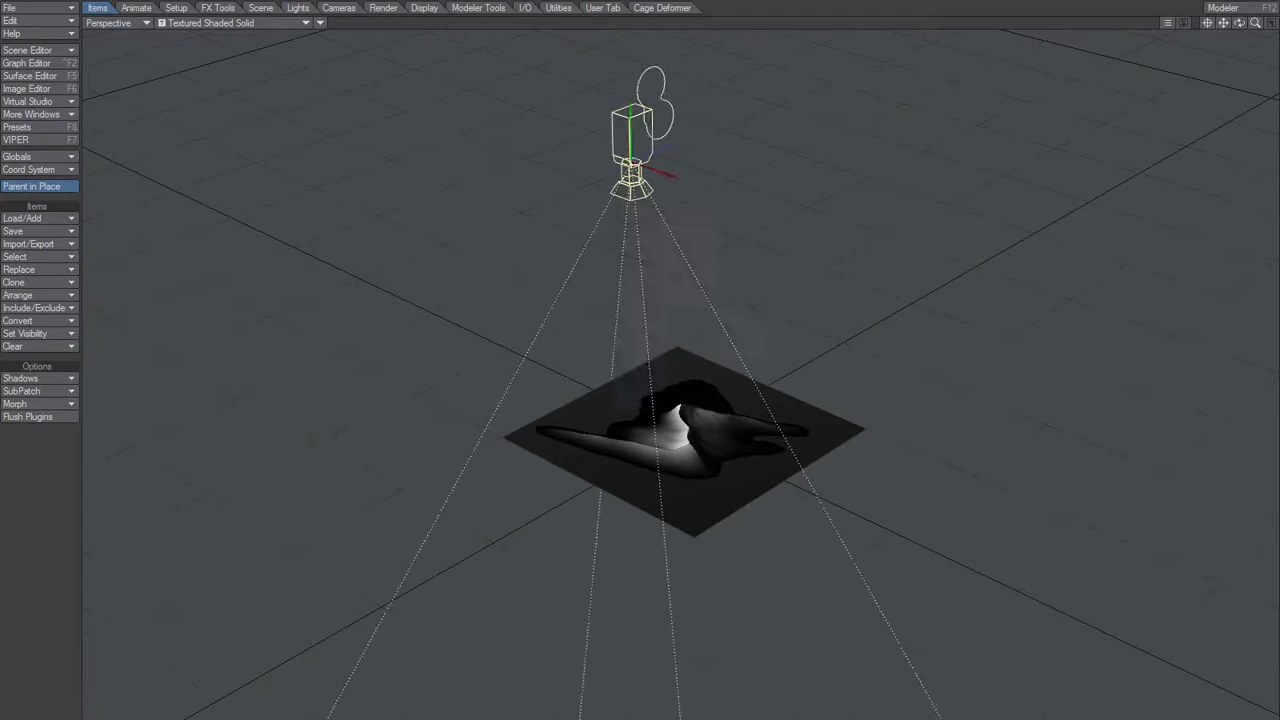 File Items Animate Setup FX Tools Scene Lights Cameras Render Display Modeler Tools I/O Utilities User Tab Cage Deformer Modeler F12
Edit Perspective T Textured Shaded Solid
Help
Scene Editor
Graph Editor ^F2
Surface Editor F5
Image Editor F6
Virtual Studio
More Windows
Presets F8
VIPER F7
Globals
Coord System
Parent in Place
Items
Load/Add
Save
Import/Export
Select
Replace
Clone
Arrange
Include/Exclude
Convert
Set Visibility
Clear
Options
Shadows
SubPatch
Morph
Flush Plugins